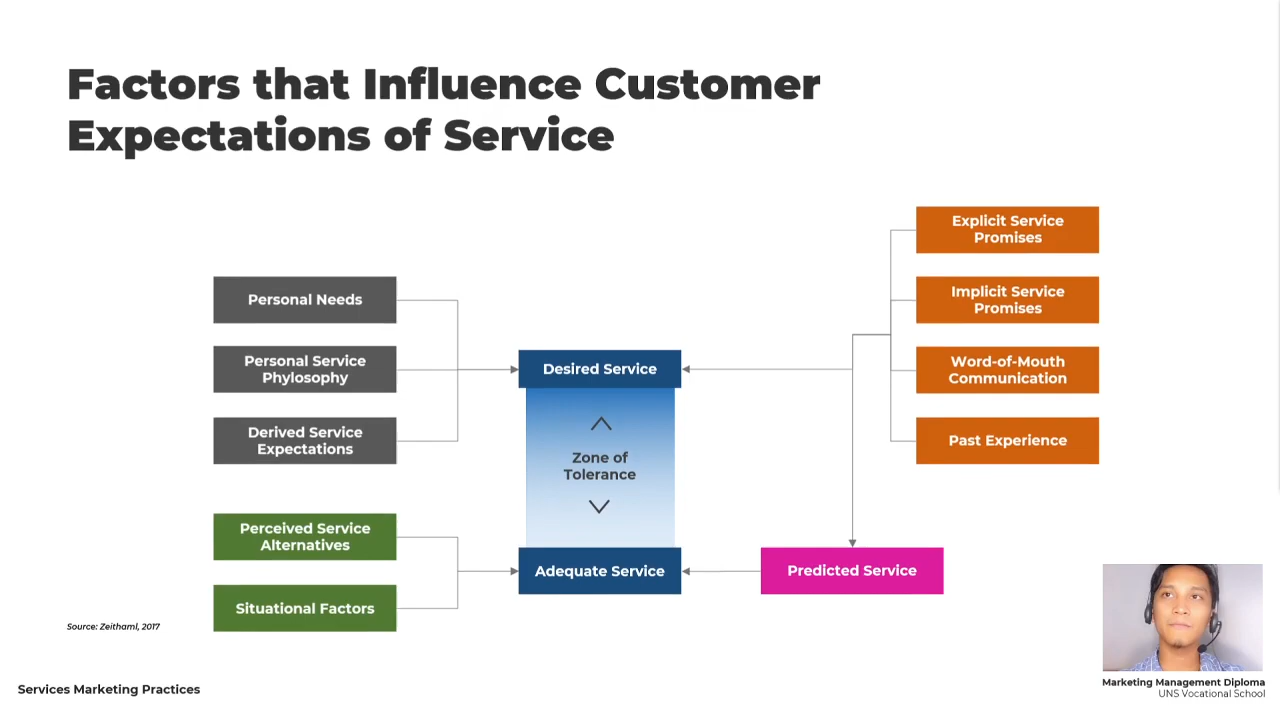 Factors that Influence Customer
Expectations of Service
Explicit Service
Promises
Personal Needs
Implicit Service
Promises
Personal Service
Phylosophy
Desired Service
Word-of-Mouth
Communication
Derived Service
Expectations
Zone of
Tolerance
Past Experience
Perceived Service
Alternatives
Adequate Service
Predicted Service
Situational Factors
Source: Zeithaml, 2017
Services Marketing Practices
Marketing Management Diploma
UNS Vocational School